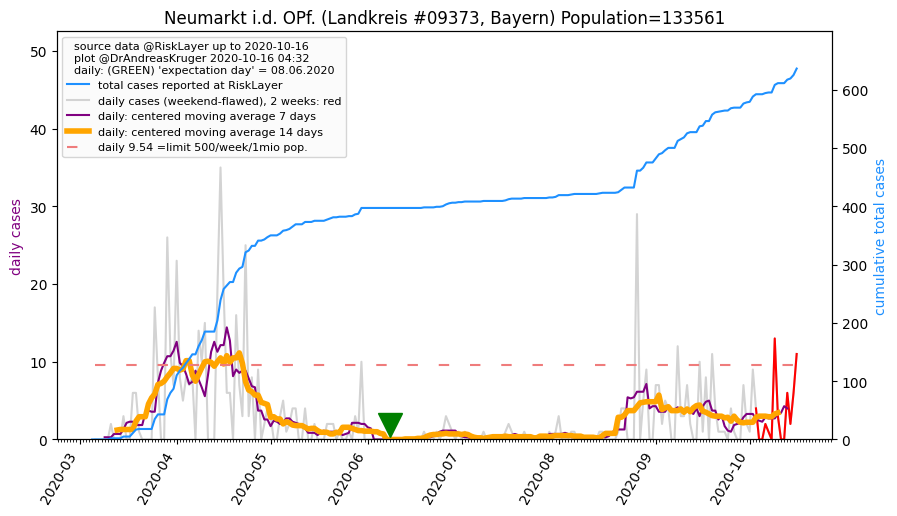 Neumarkt i.d. OPf. (Landkreis #09373, Bayern) Population=133561
source data @RiskLayer up to 2020-10-16
plot @DrAndreasKruger 2020-10-16 04:32
daily: (GREEN) 'expectation day' = 08.06.2020
total cases reported at RiskLayer
daily cases (weekend-flawed), 2 weeks: red
daily: centered moving average 7 days
daily: centered moving average 14 days
daily 9.54 =limit 500/week/1mio pop.
daily cases
50
40
30
20
10
0
cumulative total cases
600
500
400
300
200
100
0
2020-03
2020-04
2020-05
2020-06
2020-07
2020-08
2020-09
2020-10